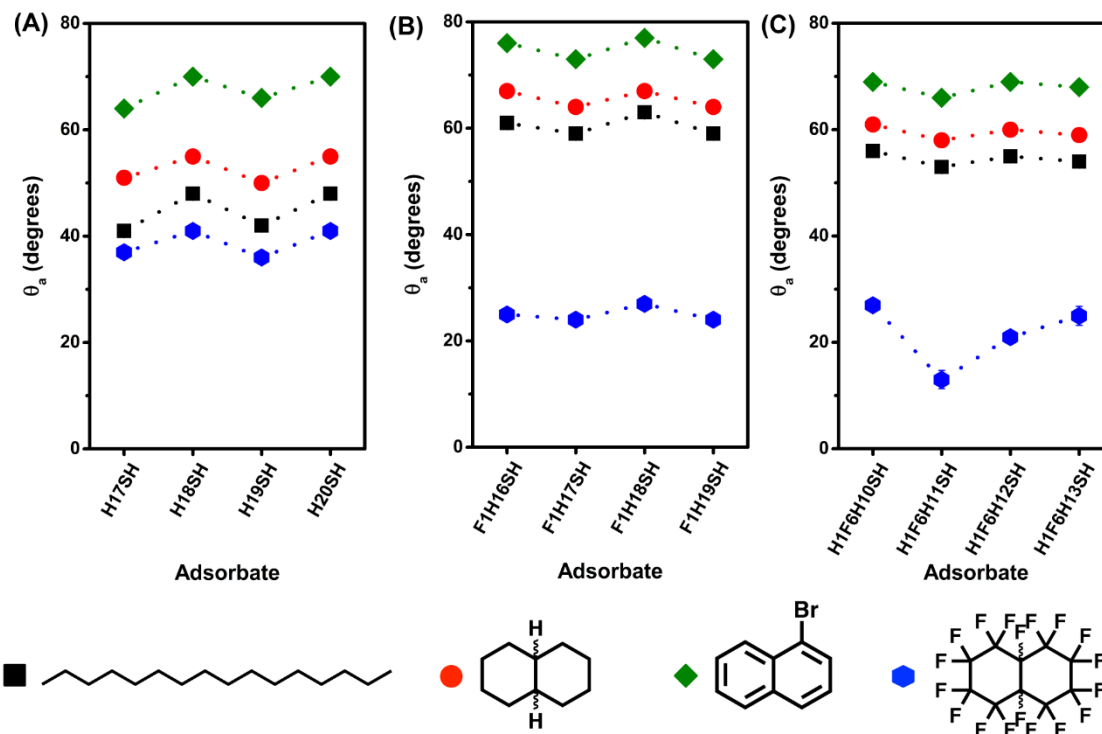 (A)
80
60
40
20
0
θa (degrees)
H17SH
H18SH
H19SH
H20SH
Adsorbate
(B)
80
60
40
20
0
θa (degrees)
F1H16SH
F1H17SH
F1H18SH
F1H19SH
Adsorbate
(C)
80
60
40
20
0
θa (degrees)
H1F6H10SH
H1F6H11SH
H1F6H12SH
H1F6H13SH
Adsorbate
H
H
Br
F F F F
F F F F
F F
F F F F
F F F F